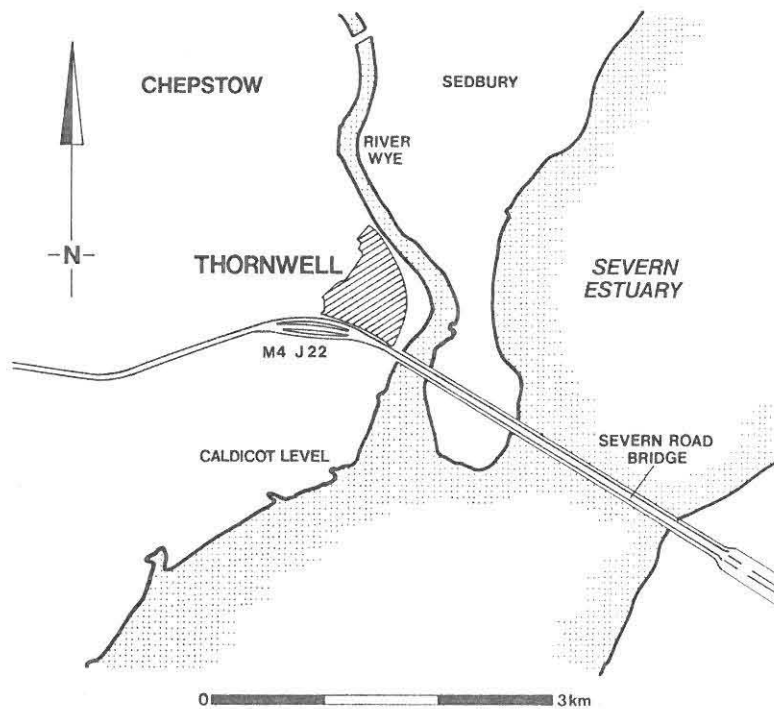 CHEPSTOW
SEDBURY
RIVER
WYE
-N-
THORNWELL
SEVERN
ESTUARY
M4 J22
CALDICOT LEVEL
SEVERN ROAD
BRIDGE
0 3km